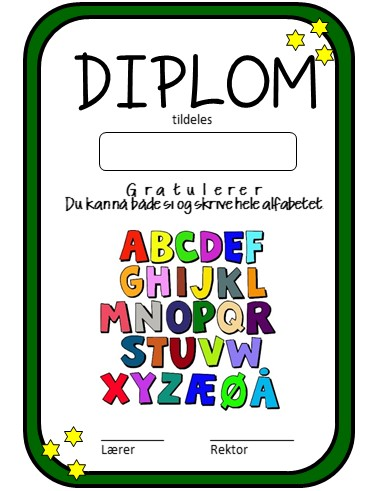 DIPLOM
tildeles
Gratulerer
Du kan nå både si og skrive hele alfabetet.
ABCDEF
GHIJKL
MNOPQR
STUVW
XYZÆØÅ
Lærer Rektor